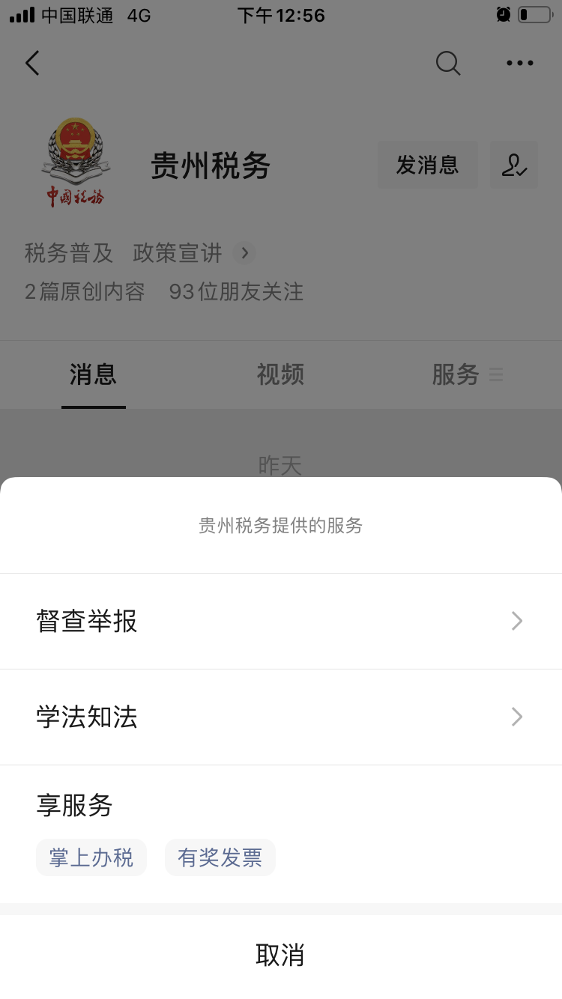 中国联通 4G 下午12:56
贵州税务
发消息
中国税务
税务普及 政策宣讲
2篇原创内容 93位朋友关注
消息 视频 服务
昨天
贵州税务提供的服务
督查举报
学法知法
享服务
掌上办税 有奖发票
取消